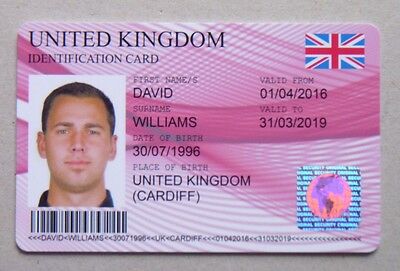 UNITED KINGDOM
IDENTIFICATION CARD
FIRST NAME/S
DAVID
SURNAME
WILLIAMS
DATE OF BIRTH
30/07/1996
PLACE OF BIRTH
UNITED KINGDOM
(CARDIFF)
VALID FROM
01/04/2016
VALID TO
31/03/2019
SECURITY ORIGINAL
<<<DAVID<WILLIAMS<<30071996<<UK<CARDIFF<<<01042016<31032019